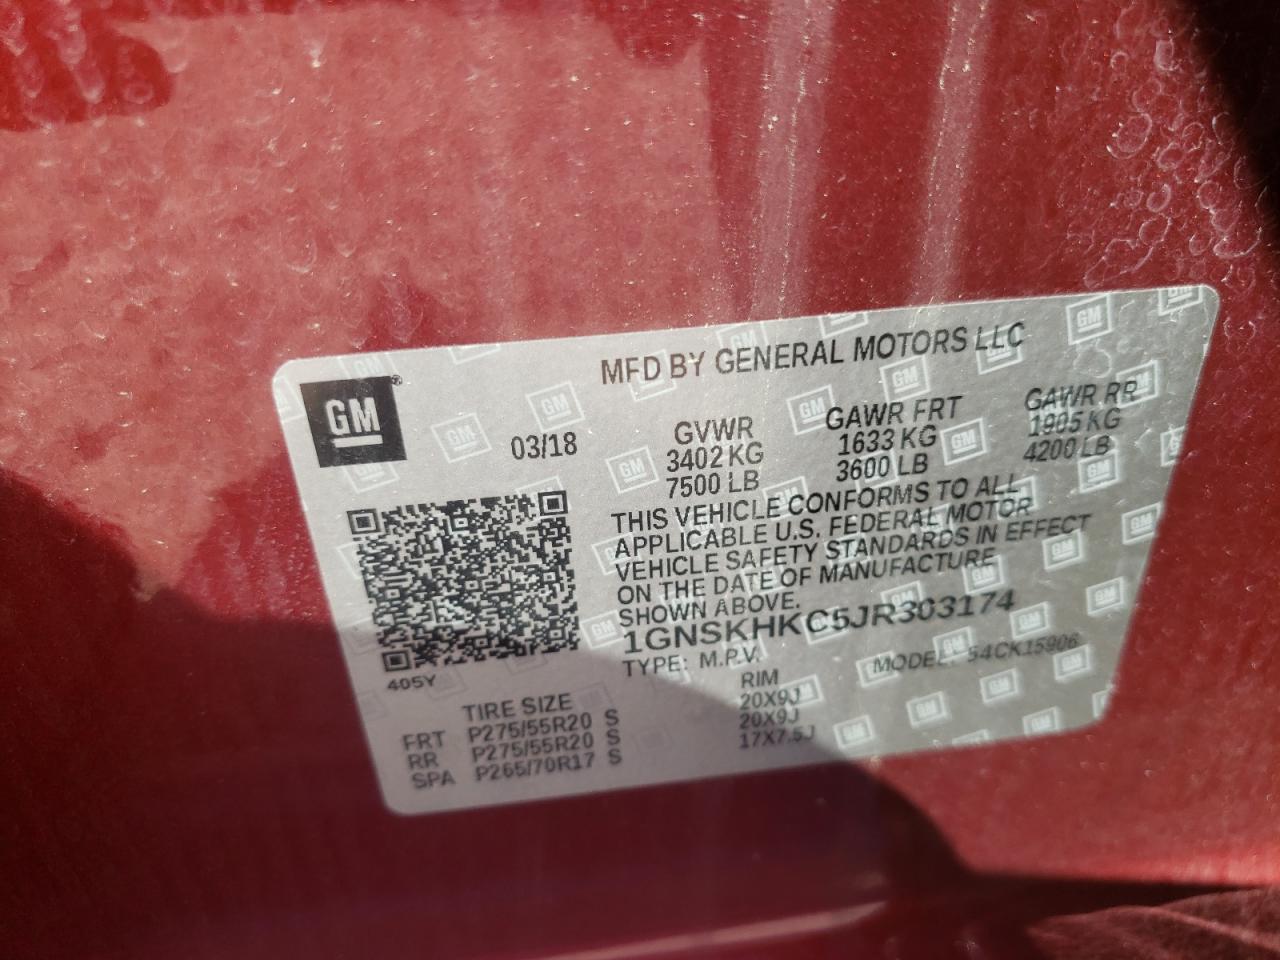 MFD BY GENERAL MOTORS LLC
GM
03/18
GVWR
3402 KG
7500 LB
GAWR FRT
1633 KG
3600 LB
GAWR RR
1905 KG
4200 LB
THIS VEHICLE CONFORMS TO ALL
APPLICABLE U.S. FEDERAL MOTOR
VEHICLE SAFETY STANDARDS IN EFFECT
ON THE DATE OF MANUFACTURE
SHOWN ABOVE.
1GNSKHKC5JR303174
TYPE: M.P.V. MODEL: 54CK15906
405Y
TIRE SIZE RIM
FRT P275/55R20 S 20X9J
RR P275/55R20 S 20X9J
SPA P265/70R17 S 17X7.5J